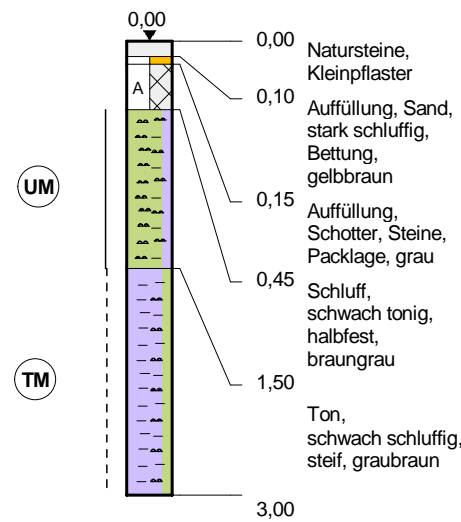 0,00
0,00
Natursteine,
Kleinpflaster
0,10
A
Auffüllung, Sand,
stark schluffig,
Bettung,
gelbbraun
UM
0,15
Auffüllung,
Schotter, Steine,
Packlage, grau
0,45
Schluff,
schwach tonig,
halbfest,
braungrau
TM
1,50
Ton,
schwach schluffig,
steif, graubraun
3,00